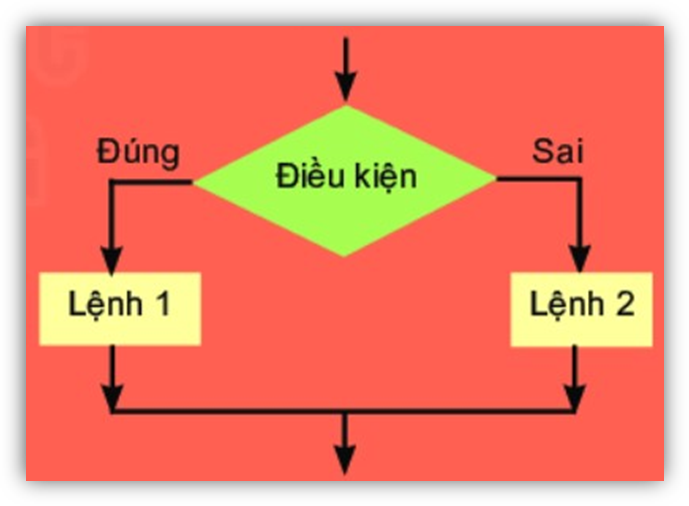 Đúng
Điều kiện
Sai
Lệnh 1
Lệnh 2